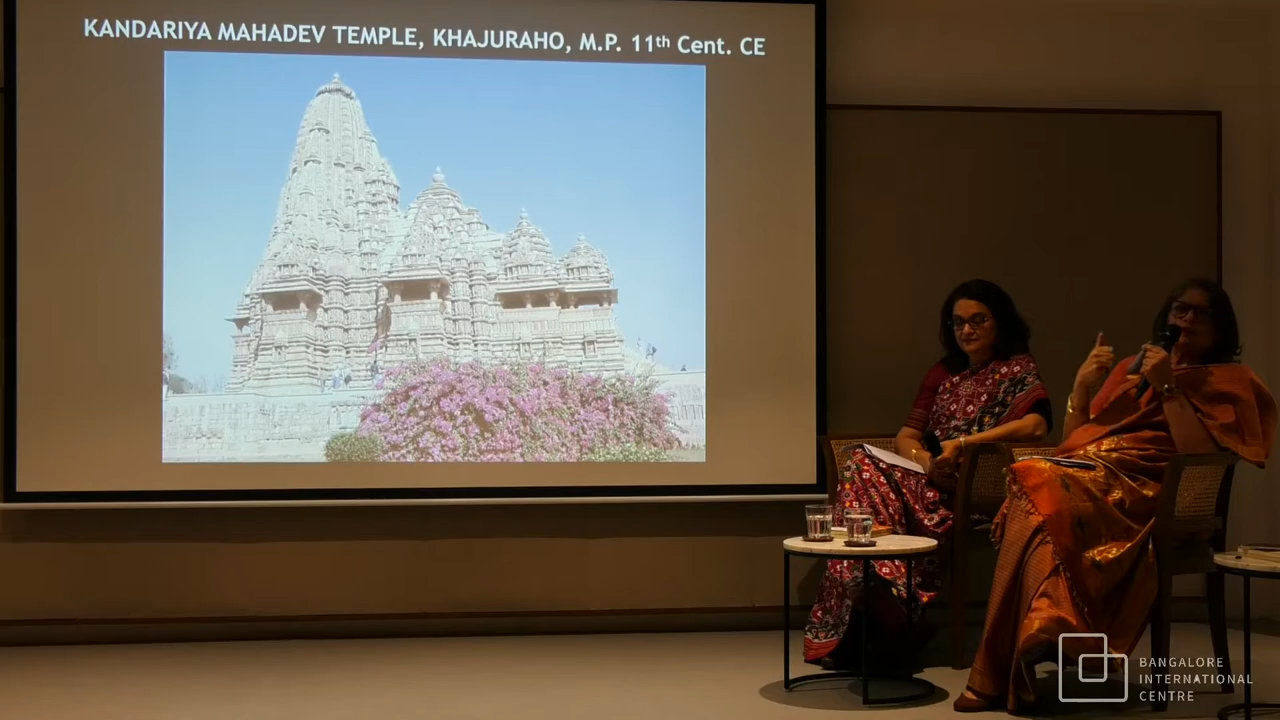 KANDARIYA MAHADEV TEMPLE, KHAJURAHO, M.P. 11th Cent. CE
BANGALORE
INTERNATIONAL
CENTRE